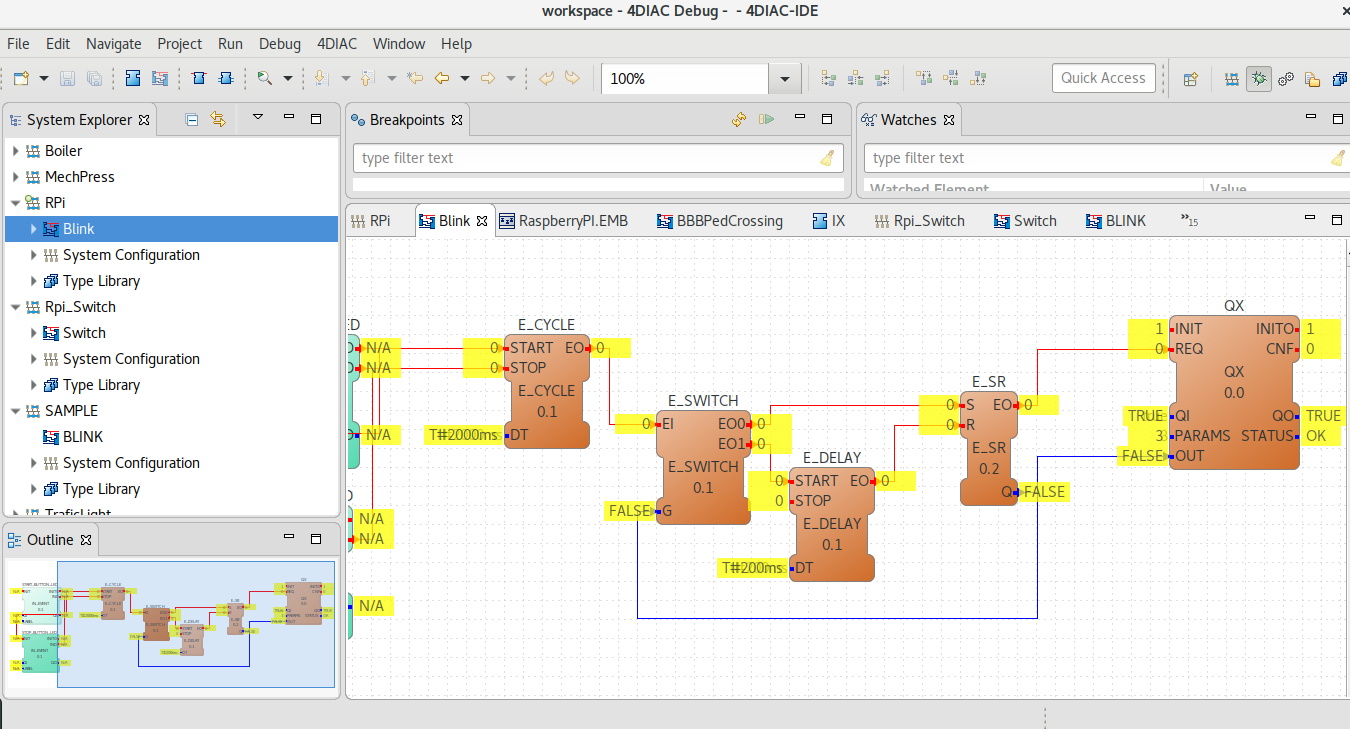 workspace - 4DIAC Debug -  - 4DIAC-IDE
File Edit Navigate Project Run Debug 4DIAC Window Help
100% Quick Access
System Explorer
Boiler
MechPress
RPi
Blink
System Configuration
Type Library
Rpi_Switch
Switch
System Configuration
Type Library
SAMPLE
BLINK
System Configuration
Type Library
TraficLight
Outline
Breakpoints
type filter text
Watches
type filter text
Watched Element Value
RPi Blink RaspberryPI.EMB BBBPedCrossing IX Rpi_Switch Switch BLINK »15
N/A
N/A
N/A
N/A
N/A
N/A
E_CYCLE
0 START EO 0
0 STOP
E_CYCLE
0.1
T#2000ms DT
E_SWITCH
0 EI EO0 0
EO1 0
E_SWITCH
0.1
FALSE G
E_DELAY
0 START EO 0
0 STOP
E_DELAY
0.1
T#200ms DT
E_SR
0 S EO 0
0 R
E_SR
0.2
Q FALSE
QX
1 INIT INITO 1
0 REQ CNF 0
QX
0.0
TRUE QI QO TRUE
PARAMS STATUS OK
FALSE OUT